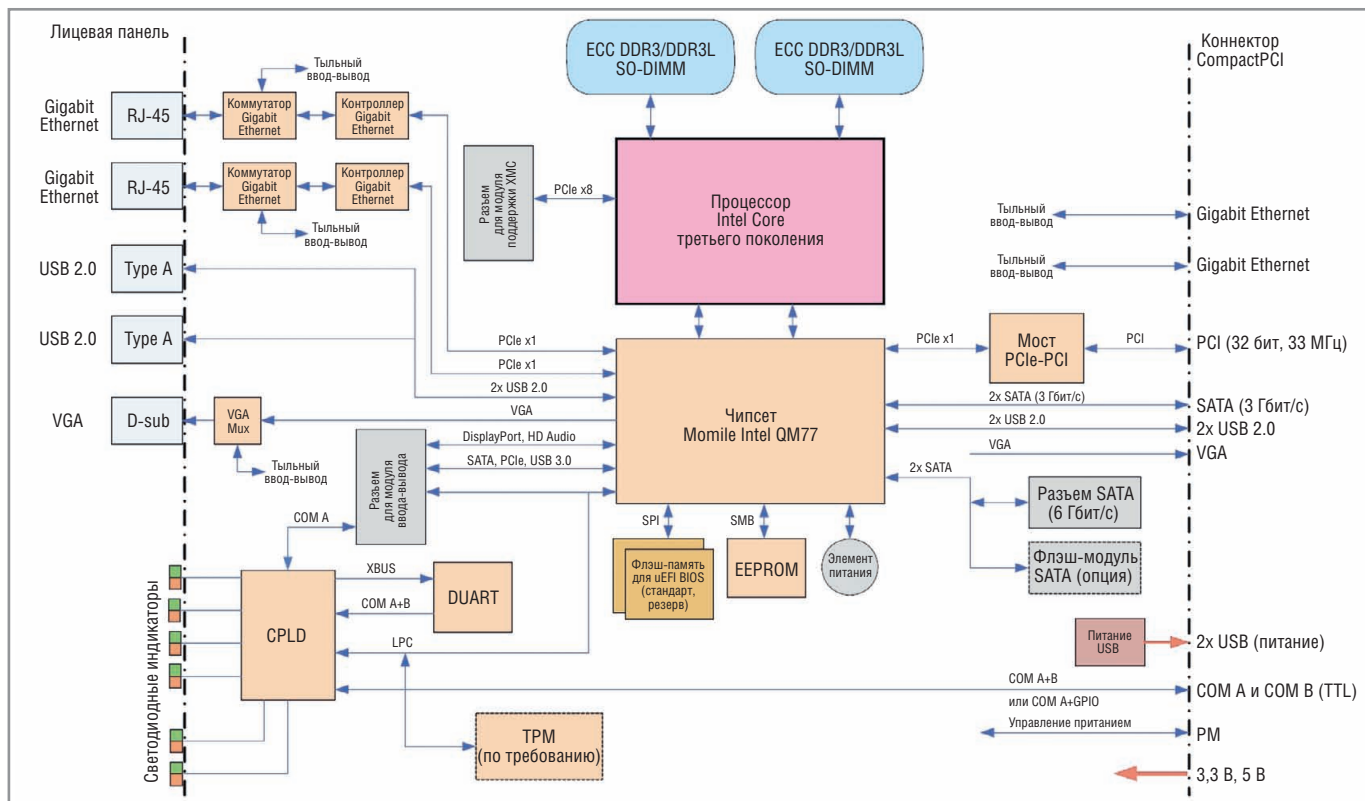 Лицевая панель
Коннектор
CompactPCI
ECC DDR3/DDR3L
SO-DIMM
ECC DDR3/DDR3L
SO-DIMM
Gigabit
Ethernet
RJ-45
Коммутатор
Gigabit
Ethernet
Контроллер
Gigabit
Ethernet
Тыльный
ввод-вывод
Gigabit
Ethernet
RJ-45
Коммутатор
Gigabit
Ethernet
Контроллер
Gigabit
Ethernet
Тыльный
ввод-вывод
Разъем
для модуля
поддержки XMC
PCIe x8
Процессор
Intel Core
третьего поколения
Тыльный
ввод-вывод
Gigabit Ethernet
Тыльный
ввод-вывод
Gigabit Ethernet
USB 2.0
Type A
USB 2.0
Type A
PCIe x1
PCIe x1
2x USB 2.0
VGA
VGA
D-sub
VGA
Mux
Тыльный
ввод-вывод
Чипсет
Momile Intel QM77
PCIe x1
Мост
PCIe-PCI
PCI
PCI (32 бит, 33 МГц)
2x SATA (3 Гбит/с)
SATA (3 Гбит/с)
2x USB 2.0
2x USB 2.0
VGA
VGA
DisplayPort, HD Audio
SATA, PCIe, USB 3.0
Разъем
для модуля
ввода-вывода
2x SATA
Разъем SATA
(6 Гбит/с)
Флэш-модуль
SATA (опция)
SPI
SMB
Флэш-память
для uEFI BIOS
(стандарт,
резерв)
EEPROM
Элемент
питания
COM A
XBUS
DUART
COM A+B
CPLD
LPC
Светодиодные индикаторы
TPM
(по требованию)
Питание
USB
2x USB (питание)
COM A+B
или COM A+GPIO
COM A и COM B (TTL)
Управление пританием
PM
3,3 В, 5 В